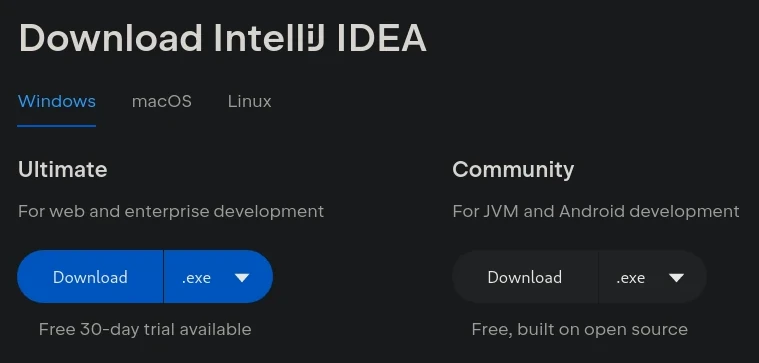 Download IntelliJ IDEA
Windows macOS Linux
Ultimate
For web and enterprise development
Download .exe
Free 30-day trial available
Community
For JVM and Android development
Download .exe
Free, built on open source